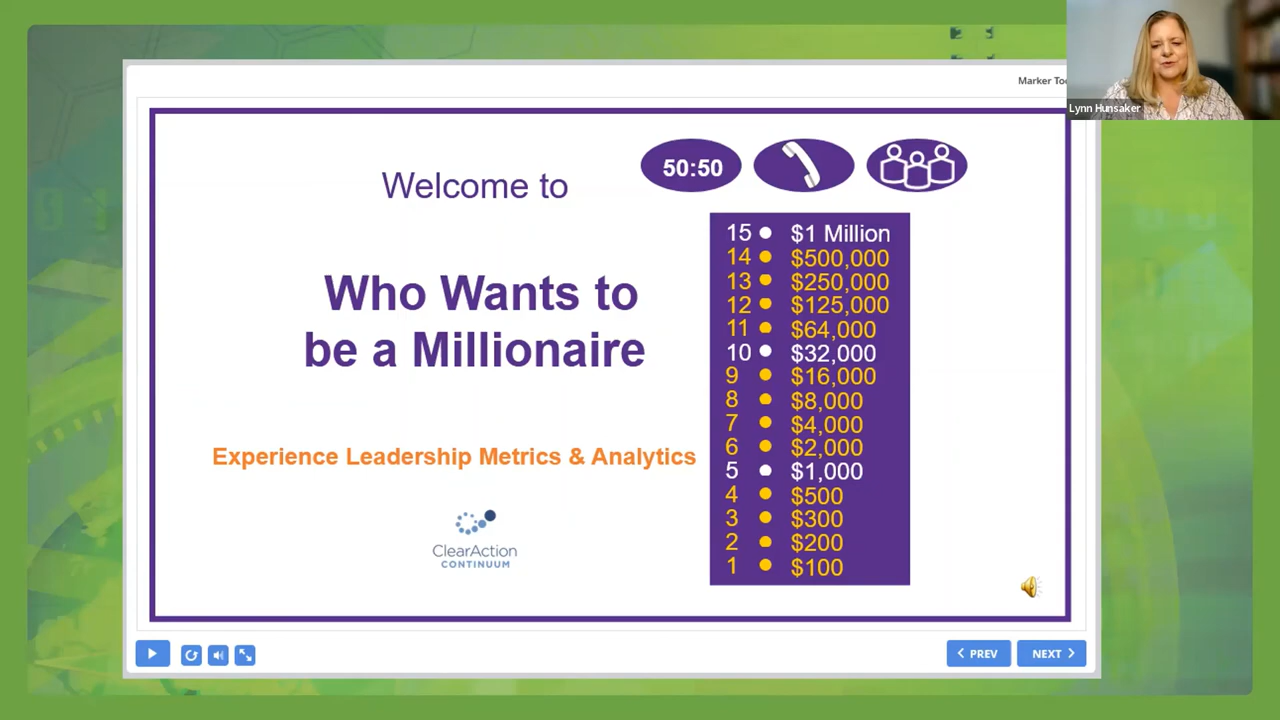 Marker Too
Lynn Hunsaker
Welcome to
50:50
Who Wants to
be a Millionaire
Experience Leadership Metrics & Analytics
ClearAction
CONTINUUM
15 • $1 Million
14 • $500,000
13 • $250,000
12 • $125,000
11 • $64,000
10 • $32,000
9 • $16,000
8 • $8,000
7 • $4,000
6 • $2,000
5 • $1,000
4 • $500
3 • $300
2 • $200
1 • $100
PREV
NEXT